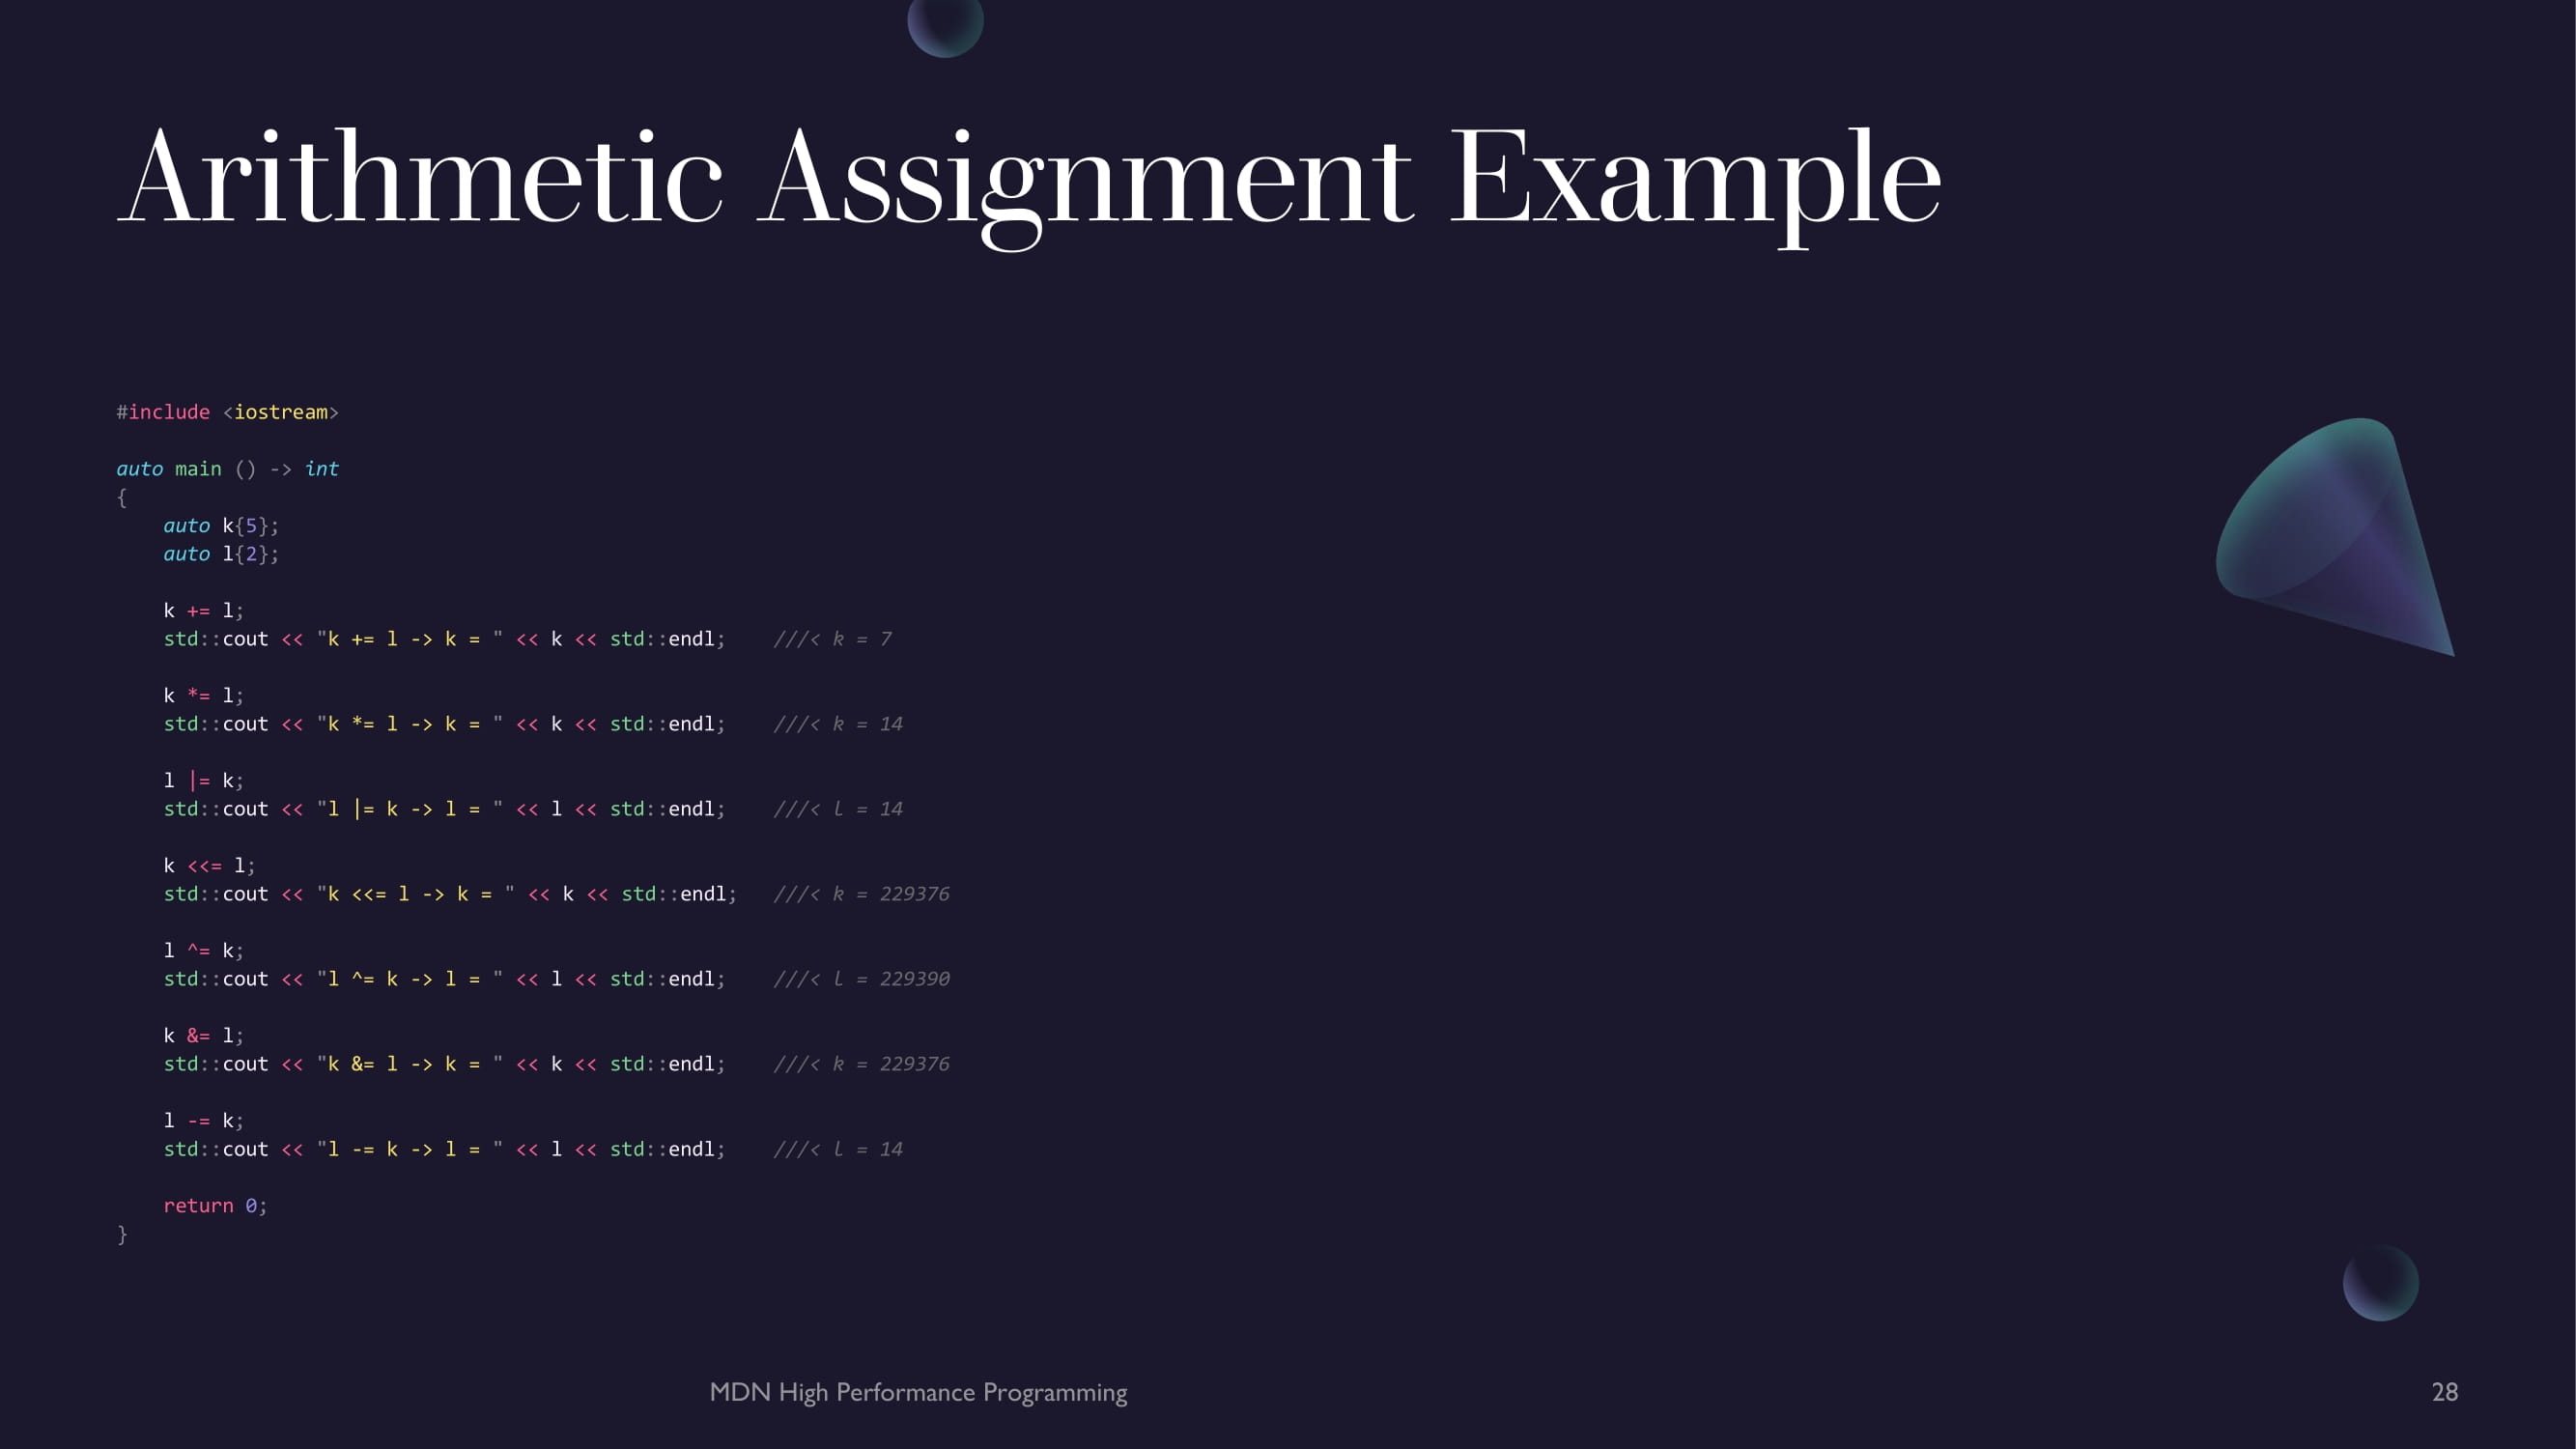 Arithmetic Assignment Example
#include <iostream>
auto main () -> int
{
    auto k{5};
    auto l{2};
    k += l;
    std::cout << "k += l -> k = " << k << std::endl;    ///< k = 7
    k *= l;
    std::cout << "k *= l -> k = " << k << std::endl;    ///< k = 14
    l |= k;
    std::cout << "l |= k -> l = " << l << std::endl;    ///< l = 14
    k <<= l;
    std::cout << "k <<= l -> k = " << k << std::endl;   ///< k = 229376
    l ^= k;
    std::cout << "l ^= k -> l = " << l << std::endl;    ///< l = 229390
    k &= l;
    std::cout << "k &= l -> k = " << k << std::endl;    ///< k = 229376
    l -= k;
    std::cout << "l -= k -> l = " << l << std::endl;    ///< l = 14
    return 0;
}
MDN High Performance Programming
28